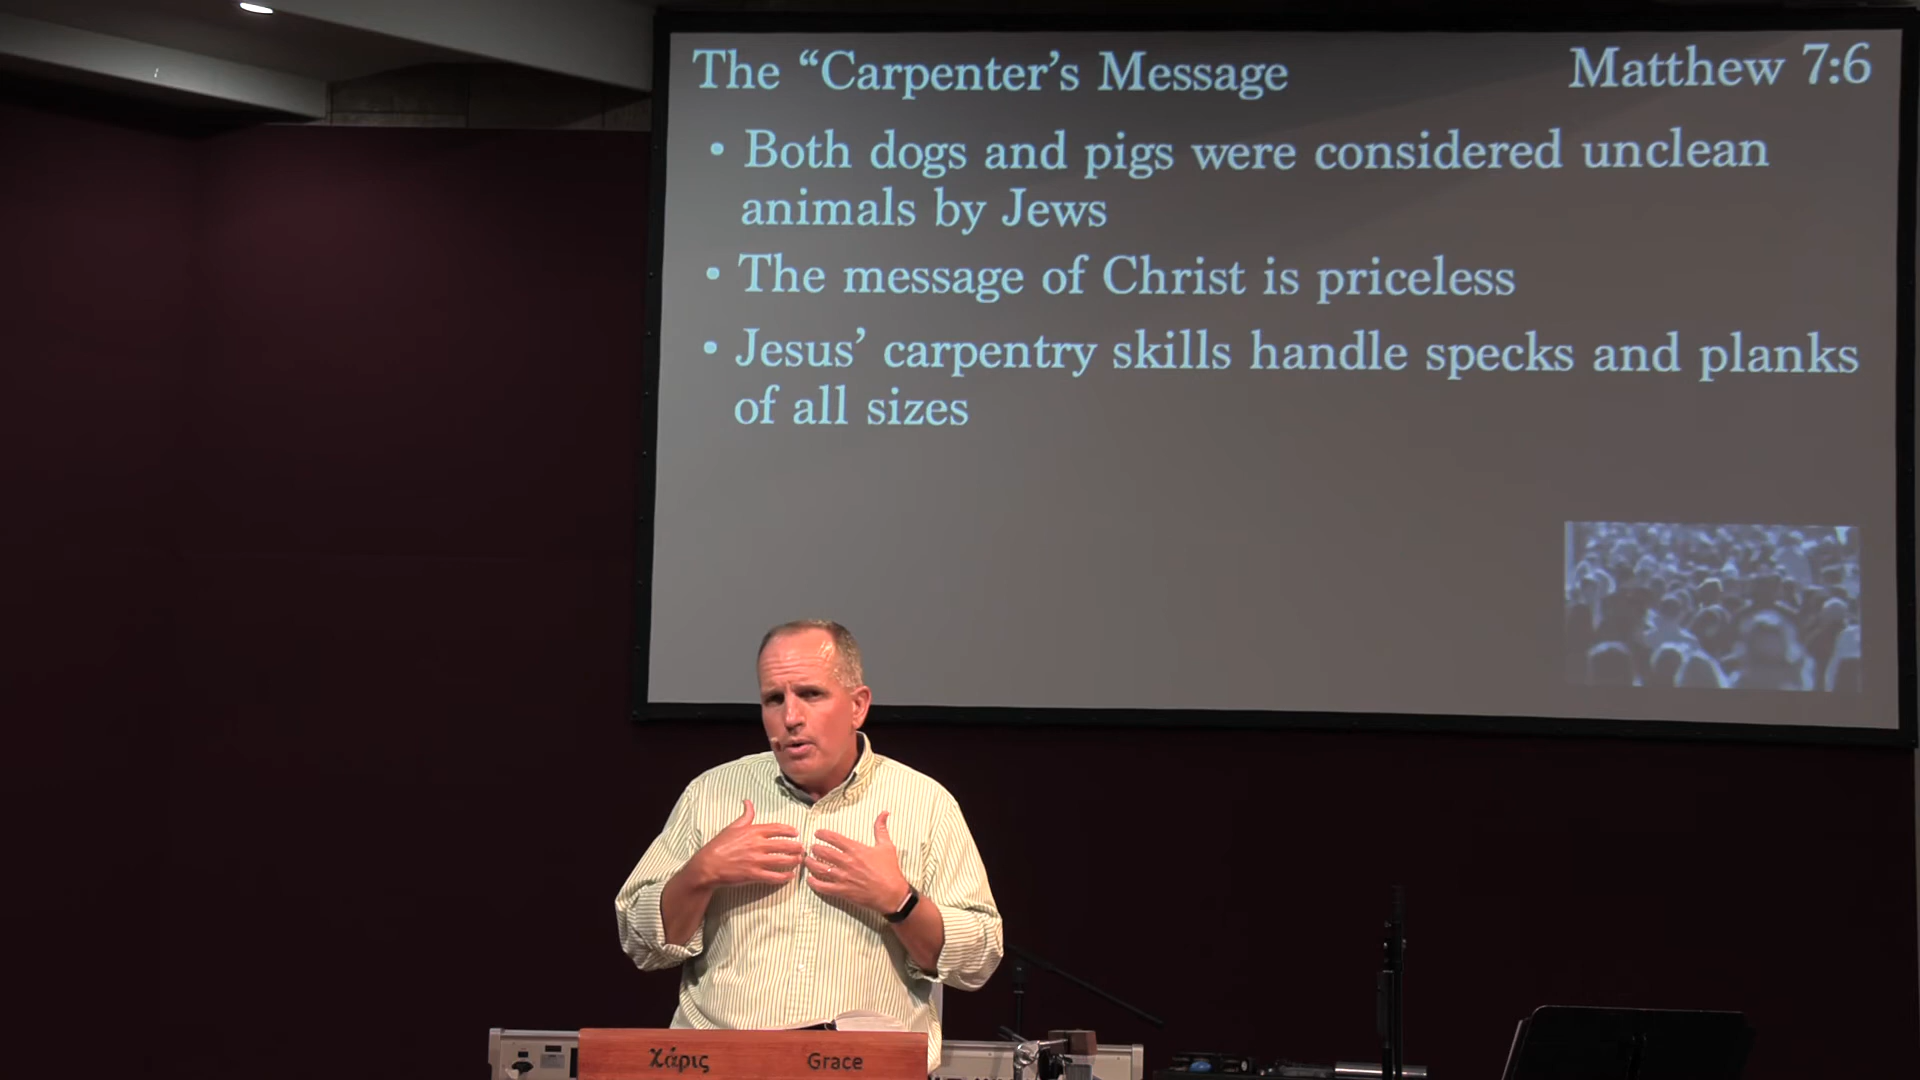 The “Carpenter’s Message Matthew 7:6
• Both dogs and pigs were considered unclean
animals by Jews
• The message of Christ is priceless
• Jesus’ carpentry skills handle specks and planks
of all sizes
Χάρις Grace